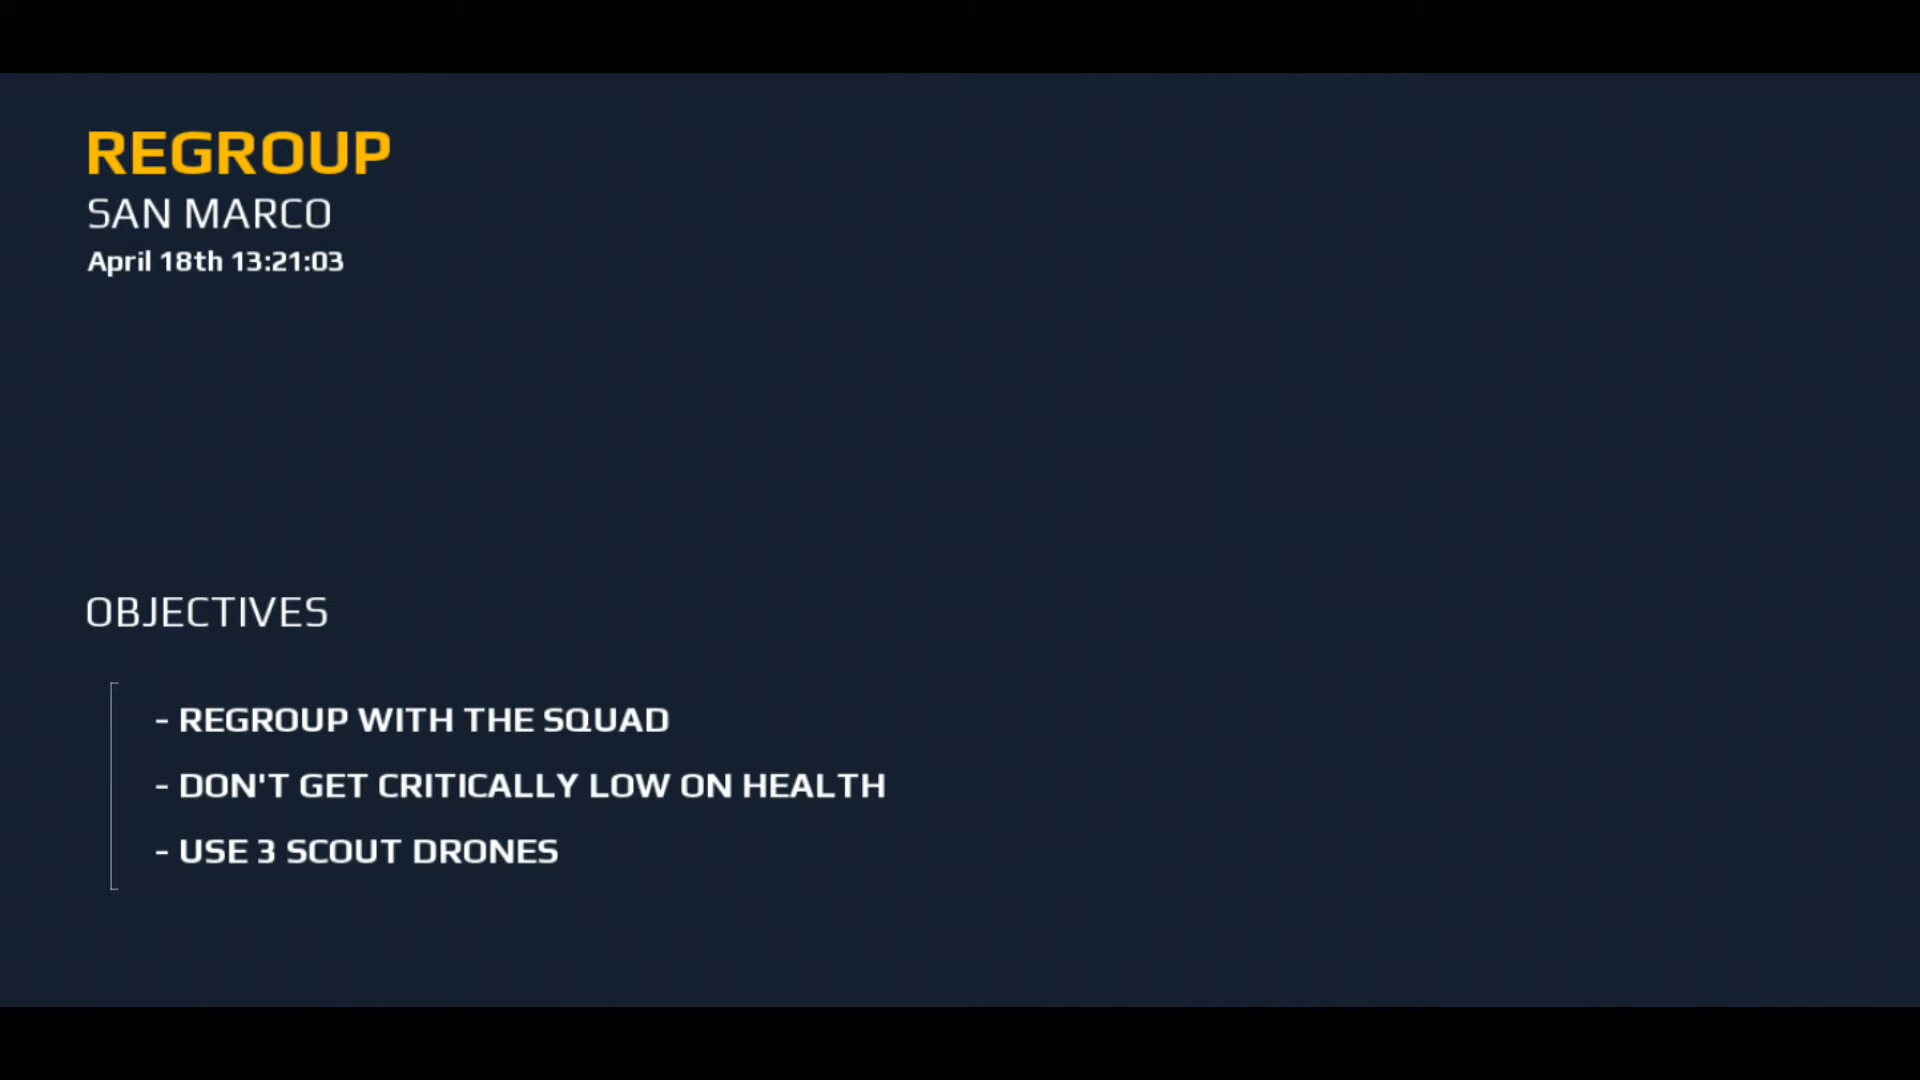 REGROUP
SAN MARCO
April 18th 13:21:03
OBJECTIVES
- REGROUP WITH THE SQUAD
- DON'T GET CRITICALLY LOW ON HEALTH
- USE 3 SCOUT DRONES